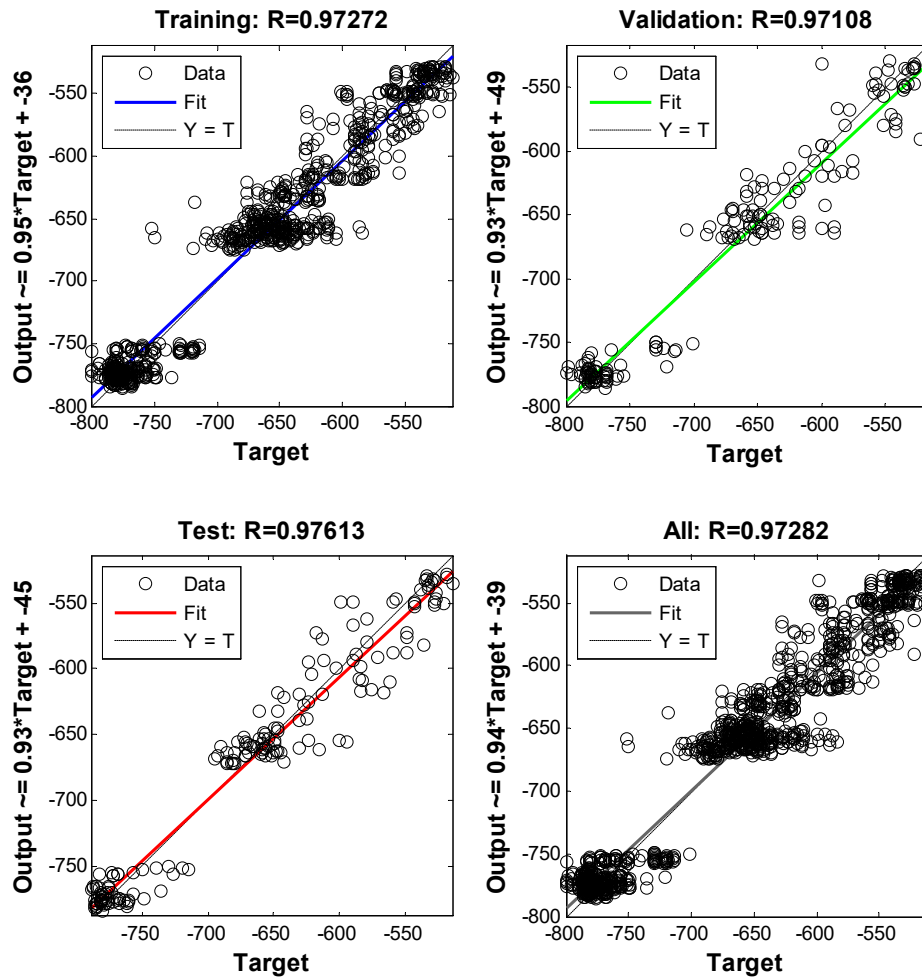 Training: R=0.97272
Output ~= 0.95*Target + -36
-550
-600
-650
-700
-750
-800
Data
Fit
Y = T
-800 -750 -700 -650 -600 -550
Target
Validation: R=0.97108
Output ~= 0.93*Target + -49
-550
-600
-650
-700
-750
-800
Data
Fit
Y = T
-800 -750 -700 -650 -600 -550
Target
Test: R=0.97613
Output ~= 0.93*Target + -45
-550
-600
-650
-700
-750
Data
Fit
Y = T
-750 -700 -650 -600 -550
Target
All: R=0.97282
Output ~= 0.94*Target + -39
-550
-600
-650
-700
-750
-800
Data
Fit
Y = T
-800 -750 -700 -650 -600 -550
Target